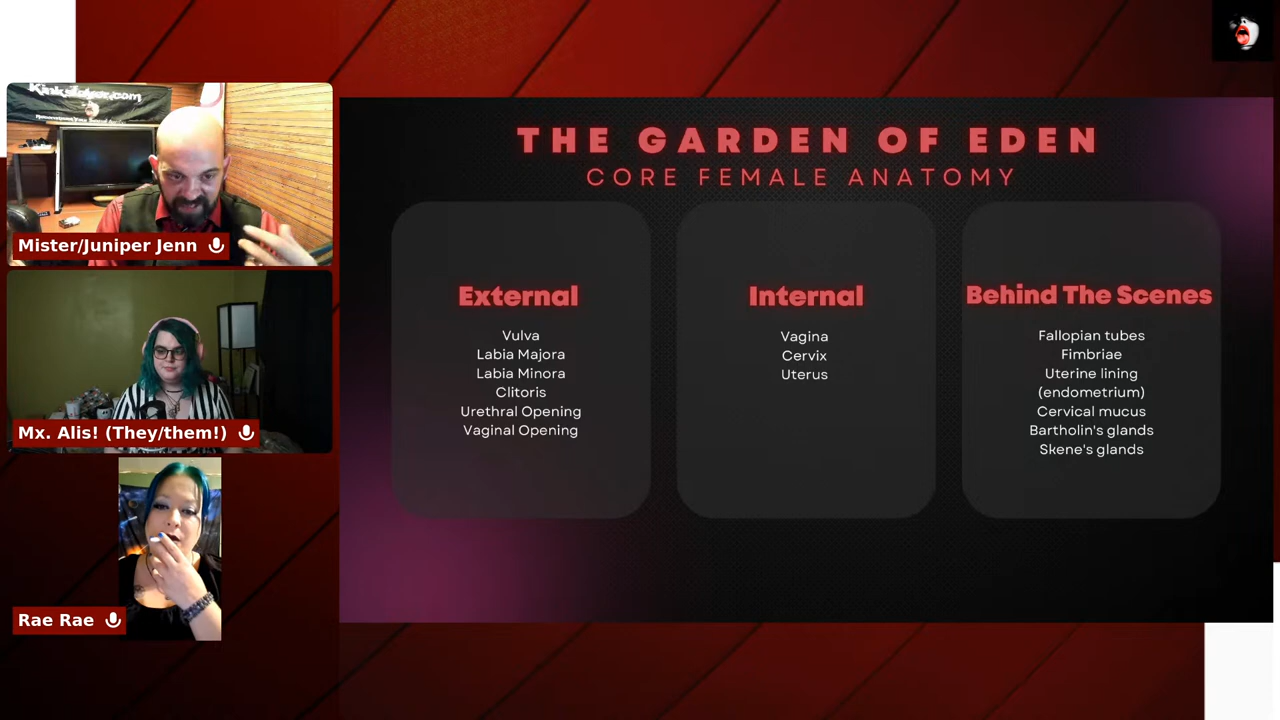 Mister/Juniper Jenn
Mx. Alis! (They/them!)
Rae Rae
THE GARDEN OF EDEN
CORE FEMALE ANATOMY
External
Vulva
Labia Majora
Labia Minora
Clitoris
Urethral Opening
Vaginal Opening
Internal
Vagina
Cervix
Uterus
Behind The Scenes
Fallopian tubes
Fimbriae
Uterine lining
(endometrium)
Cervical mucus
Bartholin's glands
Skene's glands